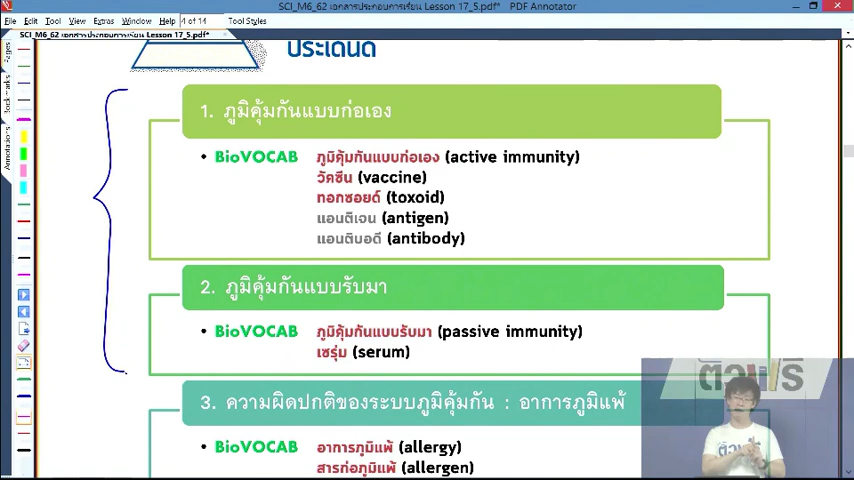 SCI_M6_62 เอกสารประกอบการเรียน Lesson 17_5.pdf* - PDF Annotator
File Edit Tool View Extras Window Help 4 of 14 Tool Styles
SCI_M6_62 เอกสารประกอบการเรียน Lesson 17_5.pdf*
Pages
Bookmarks
Annotations
ประเด็นดี
1. ภูมิคุ้มกันแบบก่อเอง
• BioVOCAB ภูมิคุ้มกันแบบก่อเอง (active immunity)
วัคซีน (vaccine)
ทอกซอยด์ (toxoid)
แอนติเจน (antigen)
แอนติบอดี (antibody)
2. ภูมิคุ้มกันแบบรับมา
• BioVOCAB ภูมิคุ้มกันแบบรับมา (passive immunity)
เซรุ่ม (serum)
3. ความผิดปกติของระบบภูมิคุ้มกัน : อาการภูมิแพ้
• BioVOCAB อาการภูมิแพ้ (allergy)
สารก่อภูมิแพ้ (allergen)